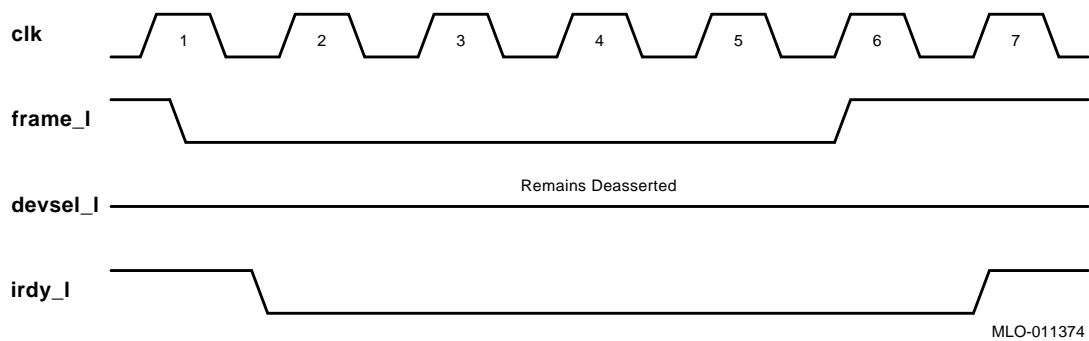 clk
1 2 3 4 5 6 7
frame_l
Remains Deasserted
devsel_l
irdy_l
MLO-011374